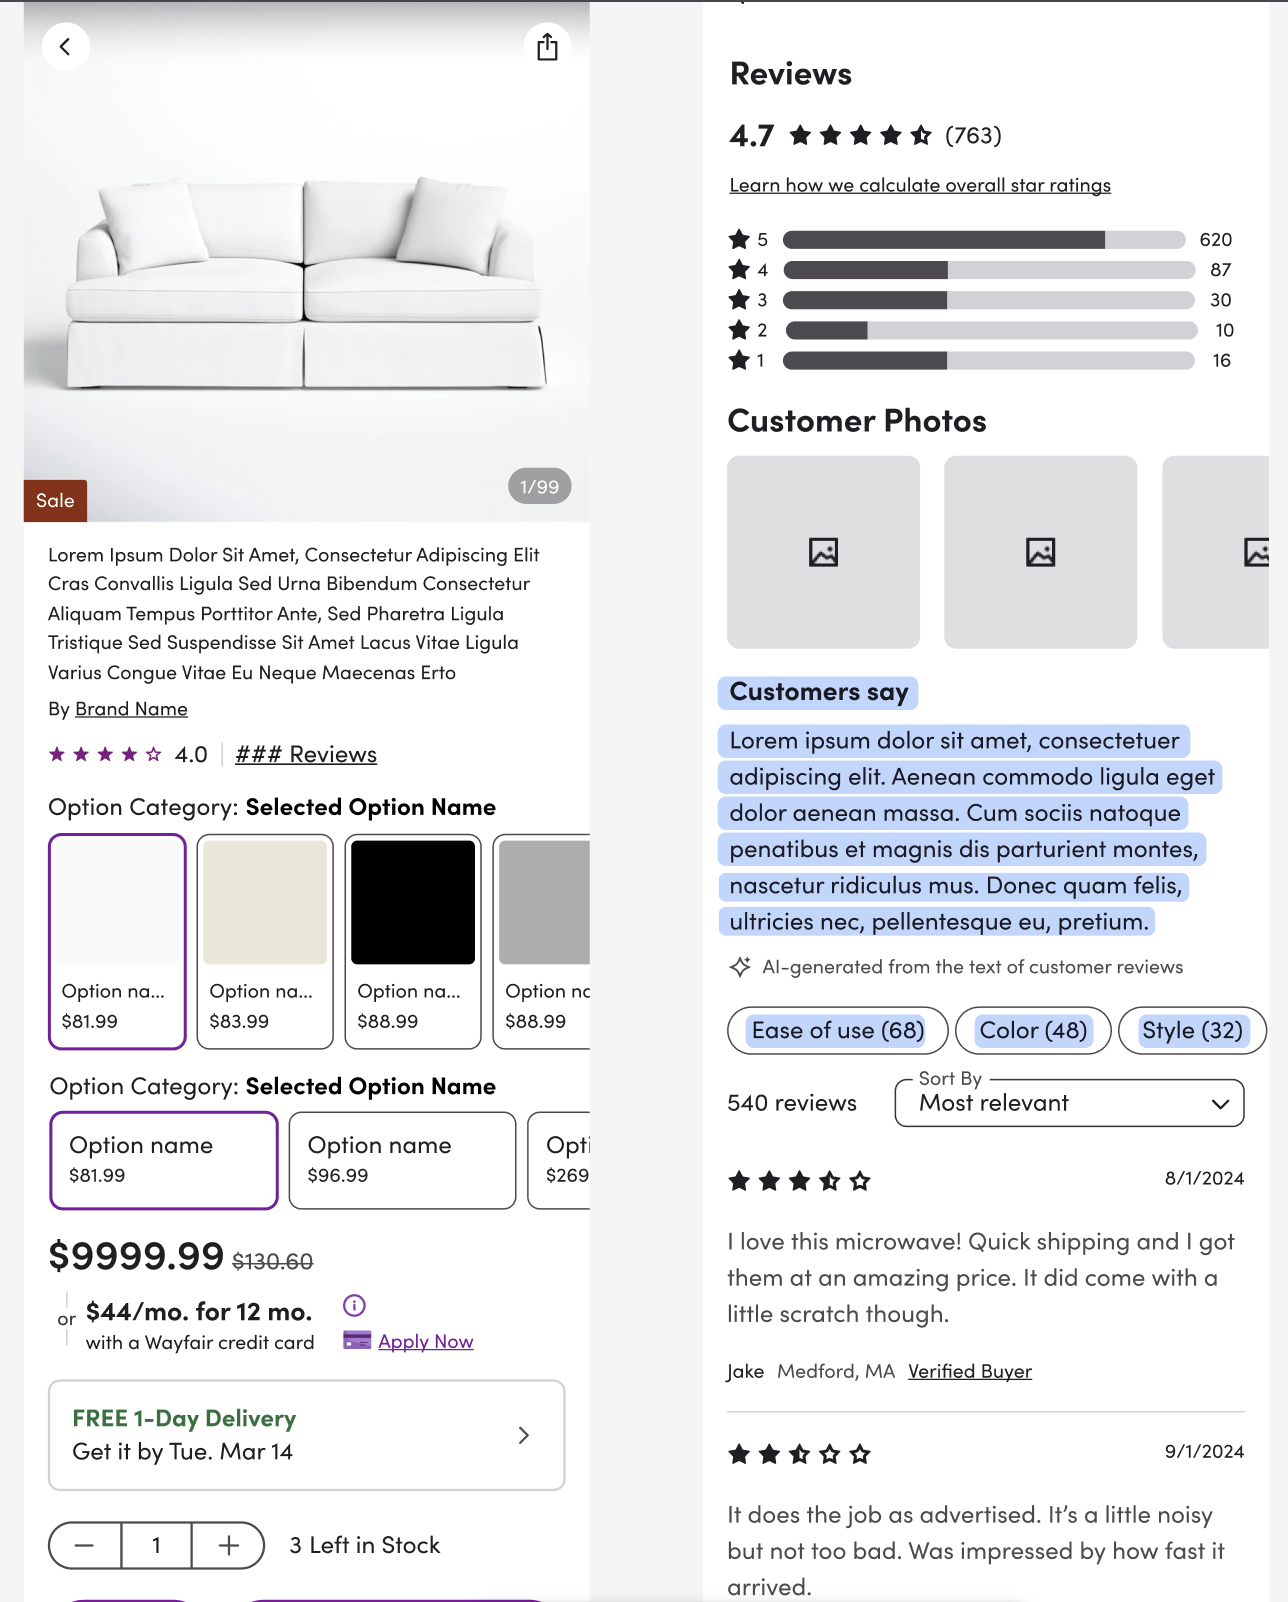 Sale
1/99
Lorem Ipsum Dolor Sit Amet, Consectetur Adipiscing Elit
Cras Convallis Ligula Sed Urna Bibendum Consectetur
Aliquam Tempus Porttitor Ante, Sed Pharetra Ligula
Tristique Sed Suspendisse Sit Amet Lacus Vitae Ligula
Varius Congue Vitae Eu Neque Maecenas Erto
By Brand Name
4.0 ### Reviews
Option Category: Selected Option Name
Option na... Option na... Option na... Option
$81.99 $83.99 $88.99 $88.99
Option Category: Selected Option Name
Option name Option name Opti
$81.99 $96.99 $269
$9999.99 $130.60
or $44/mo. for 12 mo.
with a Wayfair credit card Apply Now
FREE 1-Day Delivery
Get it by Tue. Mar 14
1 3 Left in Stock
Reviews
4.7 (763)
Learn how we calculate overall star ratings
5 620
4 87
3 30
2 10
1 16
Customer Photos
Customers say
Lorem ipsum dolor sit amet, consectetuer
adipiscing elit. Aenean commodo ligula eget
dolor aenean massa. Cum sociis natoque
penatibus et magnis dis parturient montes,
nascetur ridiculus mus. Donec quam felis,
ultricies nec, pellentesque eu, pretium.
AI-generated from the text of customer reviews
Ease of use (68) Color (48) Style (32)
Sort By
540 reviews Most relevant
8/1/2024
I love this microwave! Quick shipping and I got
them at an amazing price. It did come with a
little scratch though.
Jake Medford, MA Verified Buyer
9/1/2024
It does the job as advertised. It’s a little noisy
but not too bad. Was impressed by how fast it
arrived.